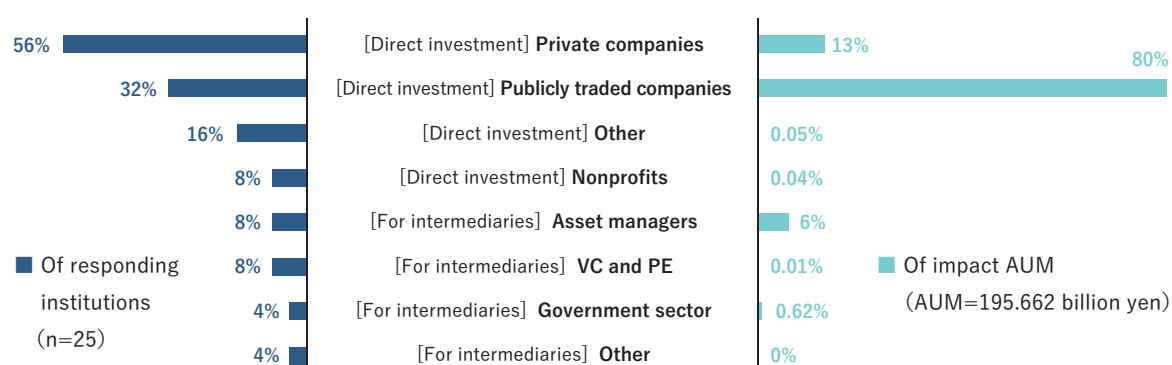 56% [Direct investment] Private companies 13%
80%
32% [Direct investment] Publicly traded companies
16% [Direct investment] Other 0.05%
8% [Direct investment] Nonprofits 0.04%
8% [For intermediaries] Asset managers 6%
8% [For intermediaries] VC and PE 0.01%
4% [For intermediaries] Government sector 0.62%
4% [For intermediaries] Other 0%
Of responding
institutions
(n=25)
Of impact AUM
(AUM=195.662 billion yen)